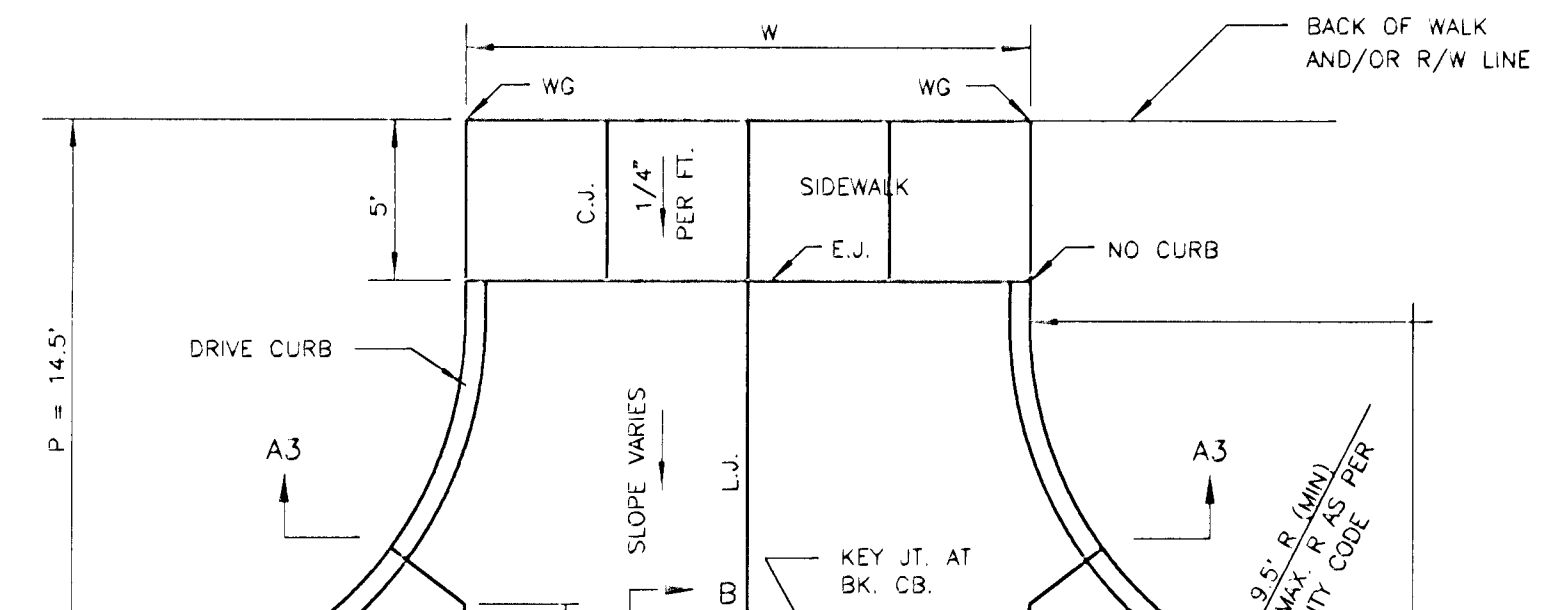 W
BACK OF WALK
AND/OR R/W LINE
WG
WG
5'
C.J.
1/4"
PER FT.
SIDEWALK
E.J.
NO CURB
DRIVE CURB
P = 14.5'
A3
SLOPE VARIES
L.J.
A3
9.5' R (MIN)
MAX. R AS PER
CODE
KEY JT. AT
BK. CB.
B